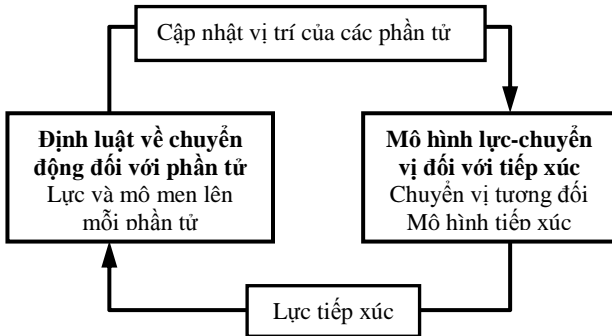 Cập nhật vị trí của các phần tử
Định luật về chuyển
động đối với phần tử
Lực và mô men lên
mỗi phần tử
Mô hình lực-chuyển
vị đối với tiếp xúc
Chuyển vị tương đối
Mô hình tiếp xúc
Lực tiếp xúc